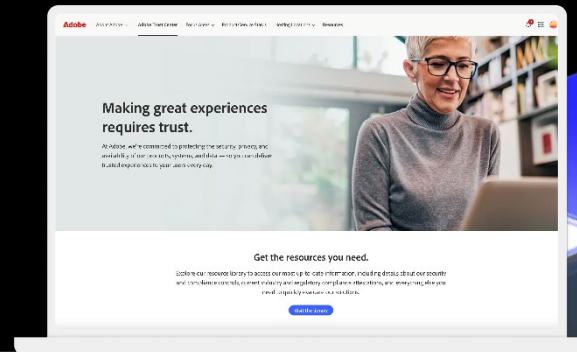 Adobe
Adobe Trust Center
Resources
Making great experiences
requires trust.
At Adobe, we're committed to protecting the security, privacy, and
availability of our products, systems, and data — so you can deliver
trusted experiences to your users every day.
Get the resources you need.
Explore our resource library to access our most up-to-date information, including details about our security
and compliance controls, current industry and regulatory compliance attestations, and everything else you
need to quickly evaluate our solutions.
Visit the library